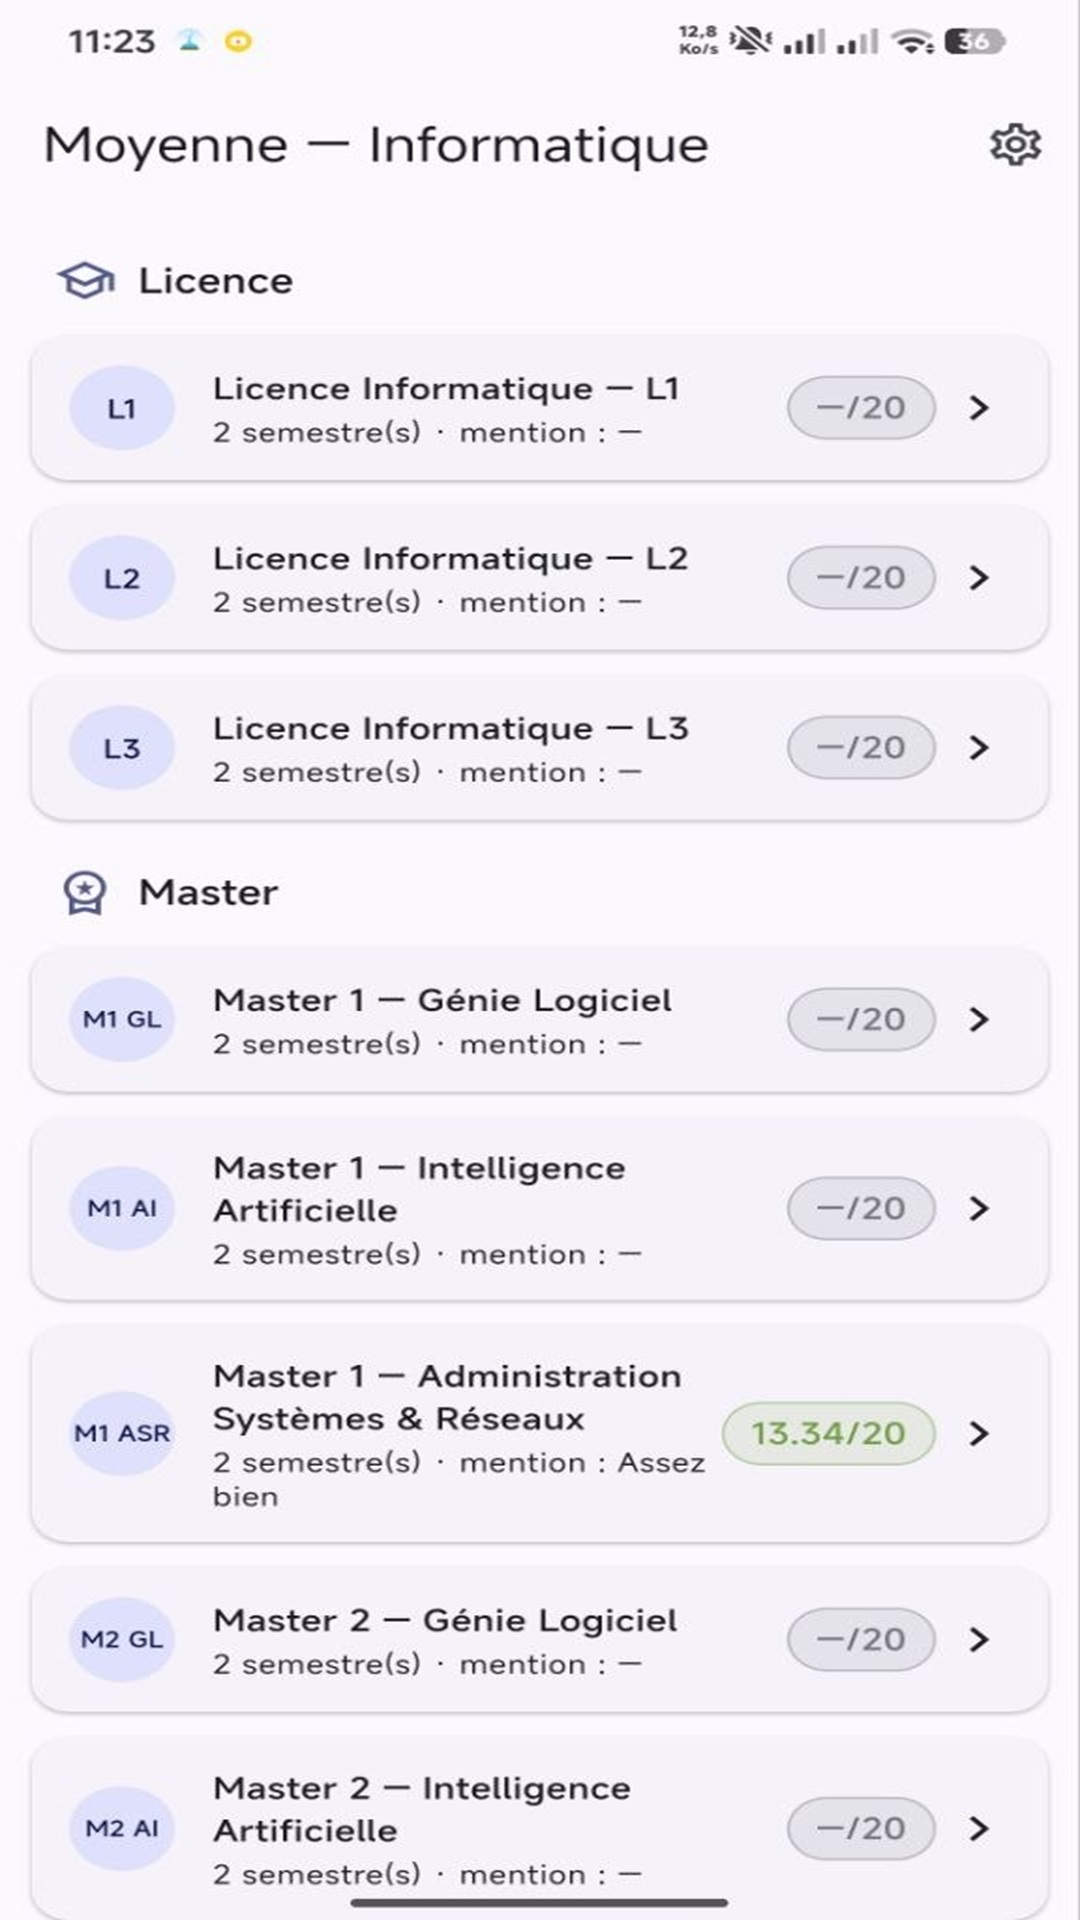 11:23
12,8
Ko/s
36
Moyenne — Informatique
Licence
L1
Licence Informatique — L1
2 semestre(s) · mention : —
—/20
L2
Licence Informatique — L2
2 semestre(s) · mention : —
—/20
L3
Licence Informatique — L3
2 semestre(s) · mention : —
—/20
Master
M1 GL
Master 1 — Génie Logiciel
2 semestre(s) · mention : —
—/20
M1 AI
Master 1 — Intelligence
Artificielle
2 semestre(s) · mention : —
—/20
M1 ASR
Master 1 — Administration
Systèmes & Réseaux
2 semestre(s) · mention : Assez
bien
13.34/20
M2 GL
Master 2 — Génie Logiciel
2 semestre(s) · mention : —
—/20
M2 AI
Master 2 — Intelligence
Artificielle
2 semestre(s) · mention : —
—/20